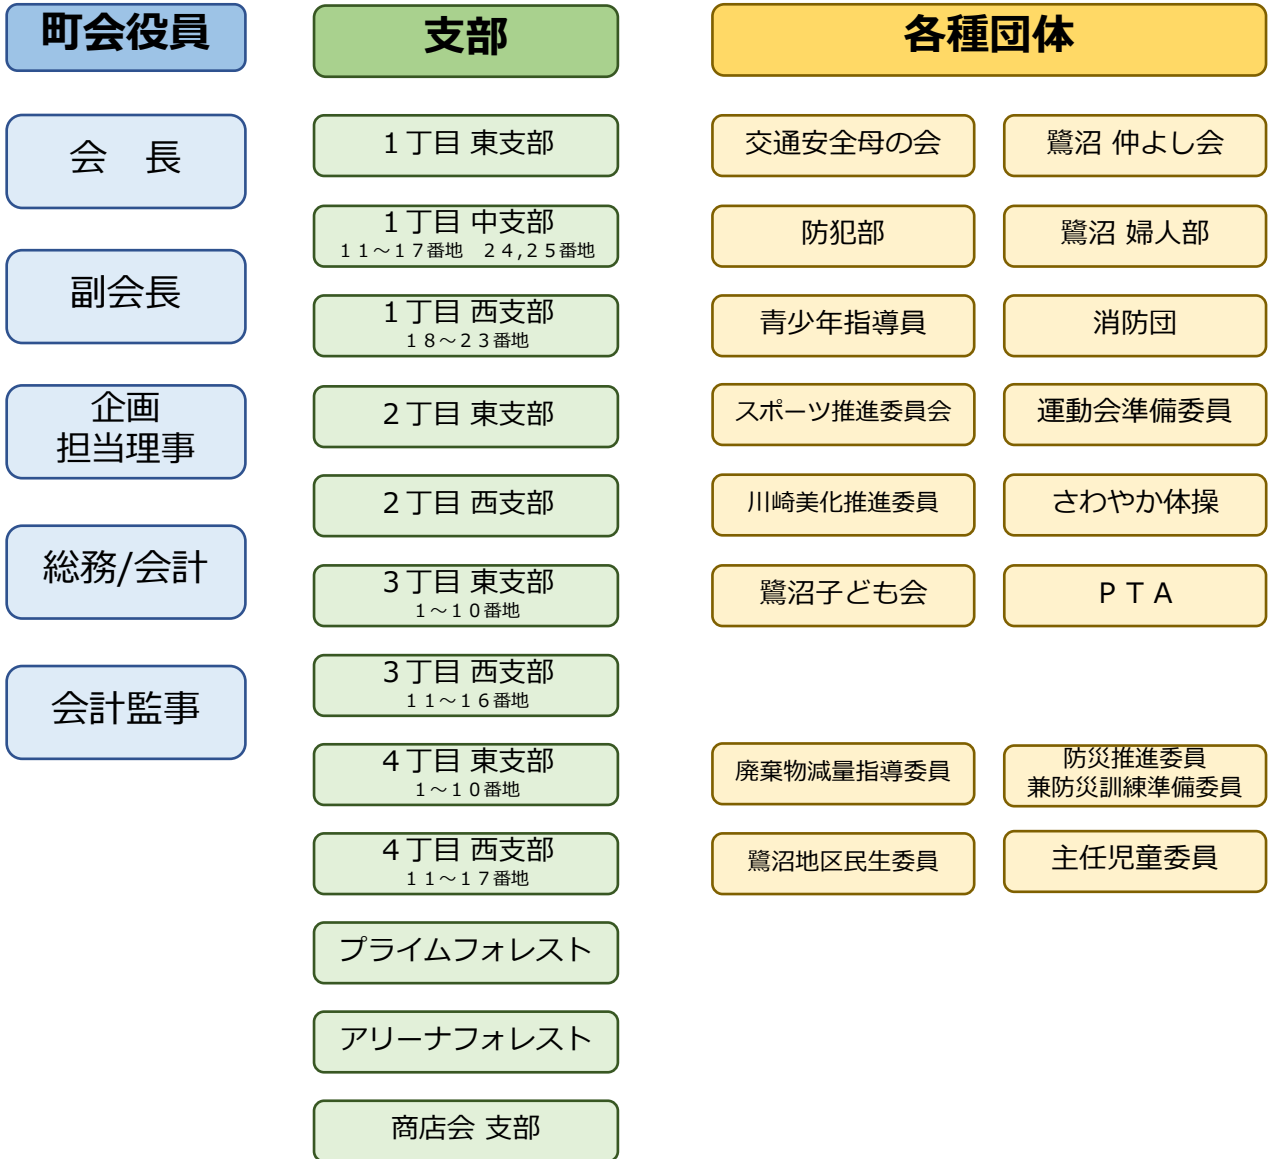 町会役員
会　長
副会長
企画
担当理事
総務/会計
会計監事
支部
１丁目 東支部
１丁目 中支部
１１～１７番地　２４,２５番地
１丁目 西支部
１８～２３番地
２丁目 東支部
２丁目 西支部
３丁目 東支部
１～１０番地
３丁目 西支部
１１～１６番地
４丁目 東支部
１～１０番地
４丁目 西支部
１１～１７番地
プライムフォレスト
アリーナフォレスト
商店会 支部
各種団体
交通安全母の会
鷺沼 仲よし会
防犯部
鷺沼 婦人部
青少年指導員
消防団
スポーツ推進委員会
運動会準備委員
川崎美化推進委員
さわやか体操
鷺沼子ども会
ＰＴＡ
廃棄物減量指導委員
防災推進委員
兼防災訓練準備委員
鷺沼地区民生委員
主任児童委員